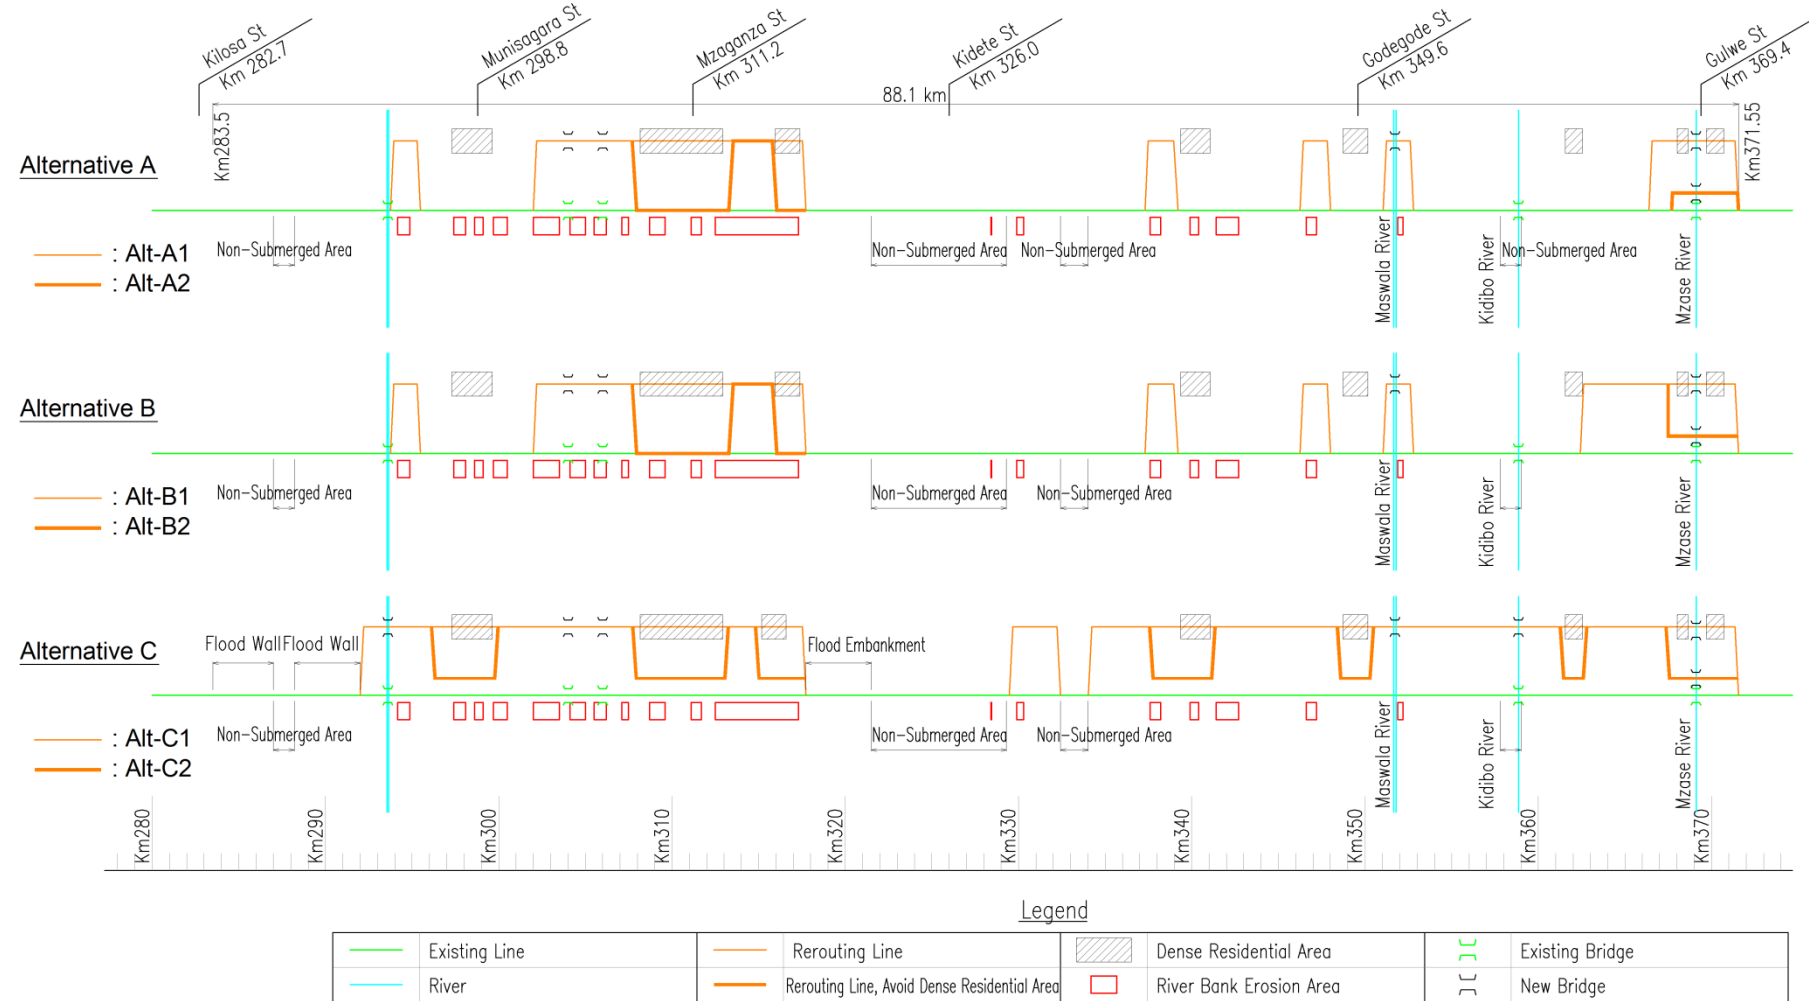 Kilosa St
Km 282.7
Munisagara St
Km 298.8
Mzaganza St
Km 311.2
Kidete St
Km 326.0
Godegode St
Km 349.6
Gulwe St
Km 369.4
88.1 km
Km283.5
Km371.55
Alternative A
: Alt-A1
: Alt-A2
Non-Submerged Area
Non-Submerged Area
Non-Submerged Area
Non-Submerged Area
Maswala River
Kidibo River
Mzase River
Alternative B
: Alt-B1
: Alt-B2
Non-Submerged Area
Non-Submerged Area
Non-Submerged Area
Maswala River
Kidibo River
Mzase River
Alternative C
Flood Wall
Flood Wall
Flood Embankment
: Alt-C1
: Alt-C2
Non-Submerged Area
Non-Submerged Area
Non-Submerged Area
Maswala River
Kidibo River
Mzase River
Km280
Km290
Km300
Km310
Km320
Km330
Km340
Km350
Km360
Km370
Legend
Existing Line
Rerouting Line
Dense Residential Area
Existing Bridge
River
Rerouting Line, Avoid Dense Residential Area
River Bank Erosion Area
New Bridge